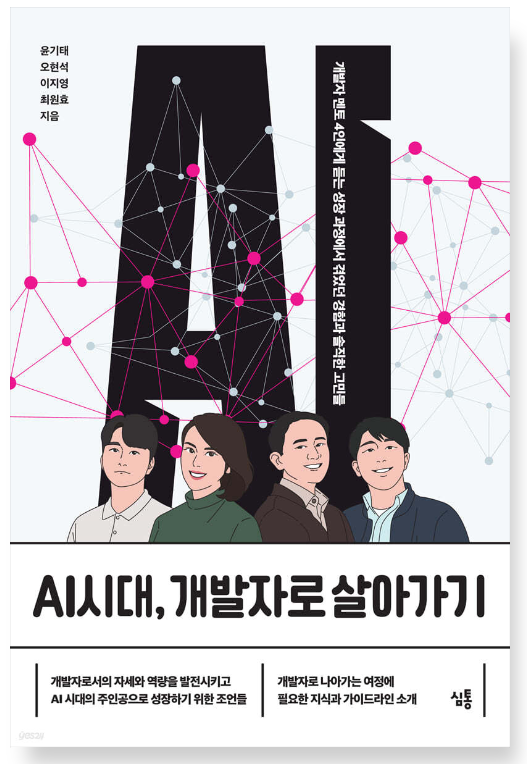 윤기태
오현석
이지영
최원효
지음
AI
개발자 멘토 4인에게 듣는 성장 과정에서 겪었던 경험과 솔직한 고민들
AI시대, 개발자로 살아가기
개발자로서의 자세와 역량을 발전시키고
AI 시대의 주인공으로 성장하기 위한 조언들
개발자로 나아가는 여정에
필요한 지식과 가이드라인 소개
심통
yes24